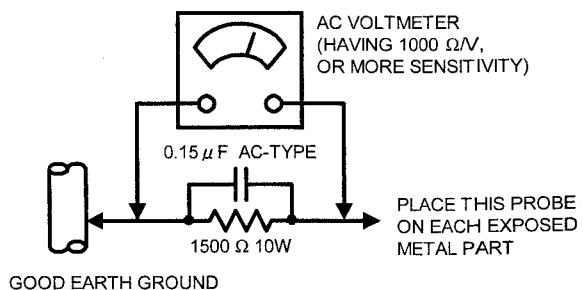 AC VOLTMETER
(HAVING 1000 Ω/V,
OR MORE SENSITIVITY)
0.15 μF AC-TYPE
1500 Ω 10W
PLACE THIS PROBE
ON EACH EXPOSED
METAL PART
GOOD EARTH GROUND